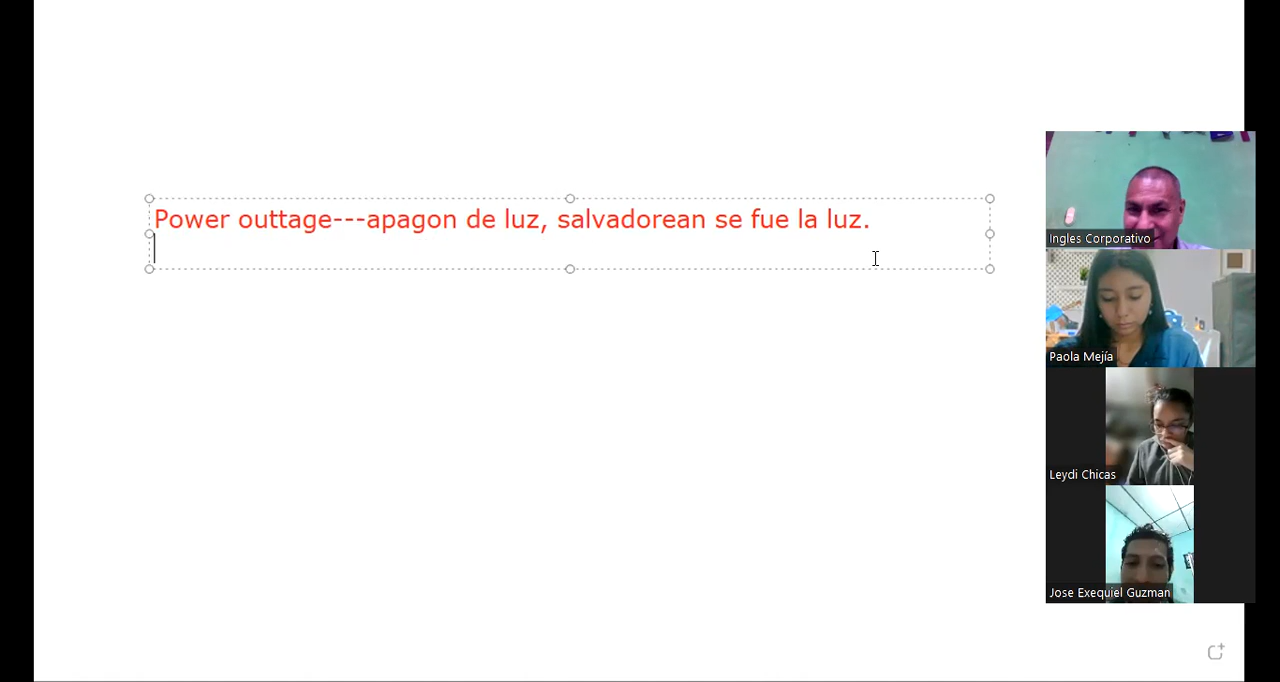 Power outtage---apagon de luz, salvadorean se fue la luz.
Ingles Corporativo
Paola Mejía
Leydi Chicas
Jose Exequiel Guzman